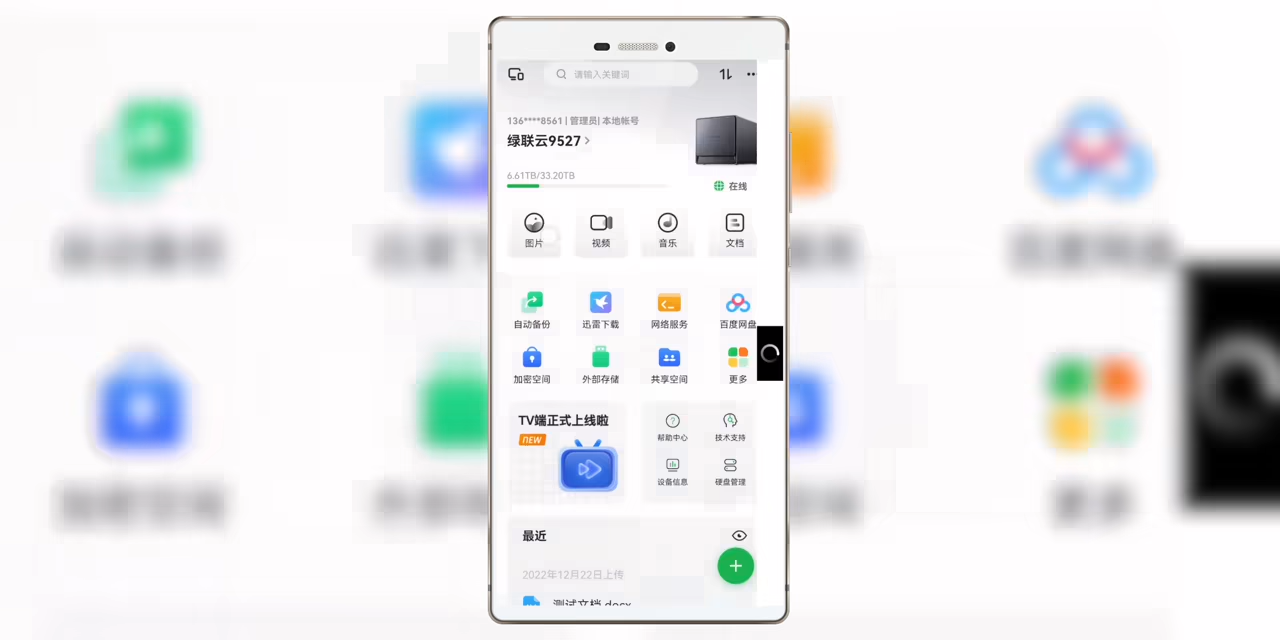 请输入关键词
136****8561 | 管理员| 本地帐号
绿联云9527
6.61TB/33.20TB
在线
图片 视频 音乐 文档
自动备份 迅雷下载 网络服务 百度网盘
加密空间 外部存储 共享空间 更多
TV端正式上线啦
NEW
帮助中心 技术支持
设备信息 硬盘管理
最近
2022年12月22日上传
测试文档.docx